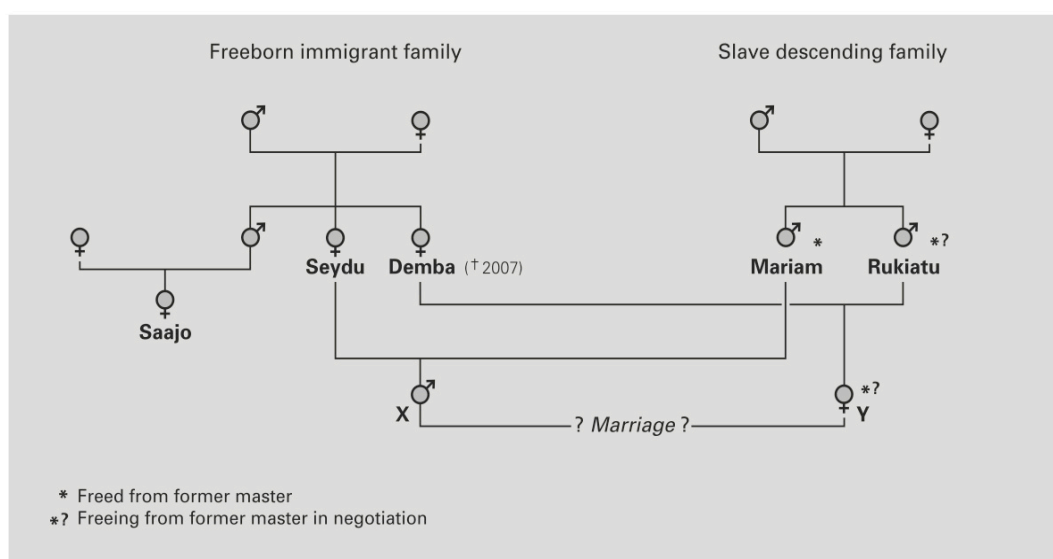 Freeborn immigrant family
Slave descending family
*
*?
Seydu
Demba († 2007)
Mariam
Rukiatu
Saajo
*?
X
Y
? Marriage ?
* Freed from former master
*? Freeing from former master in negotiation